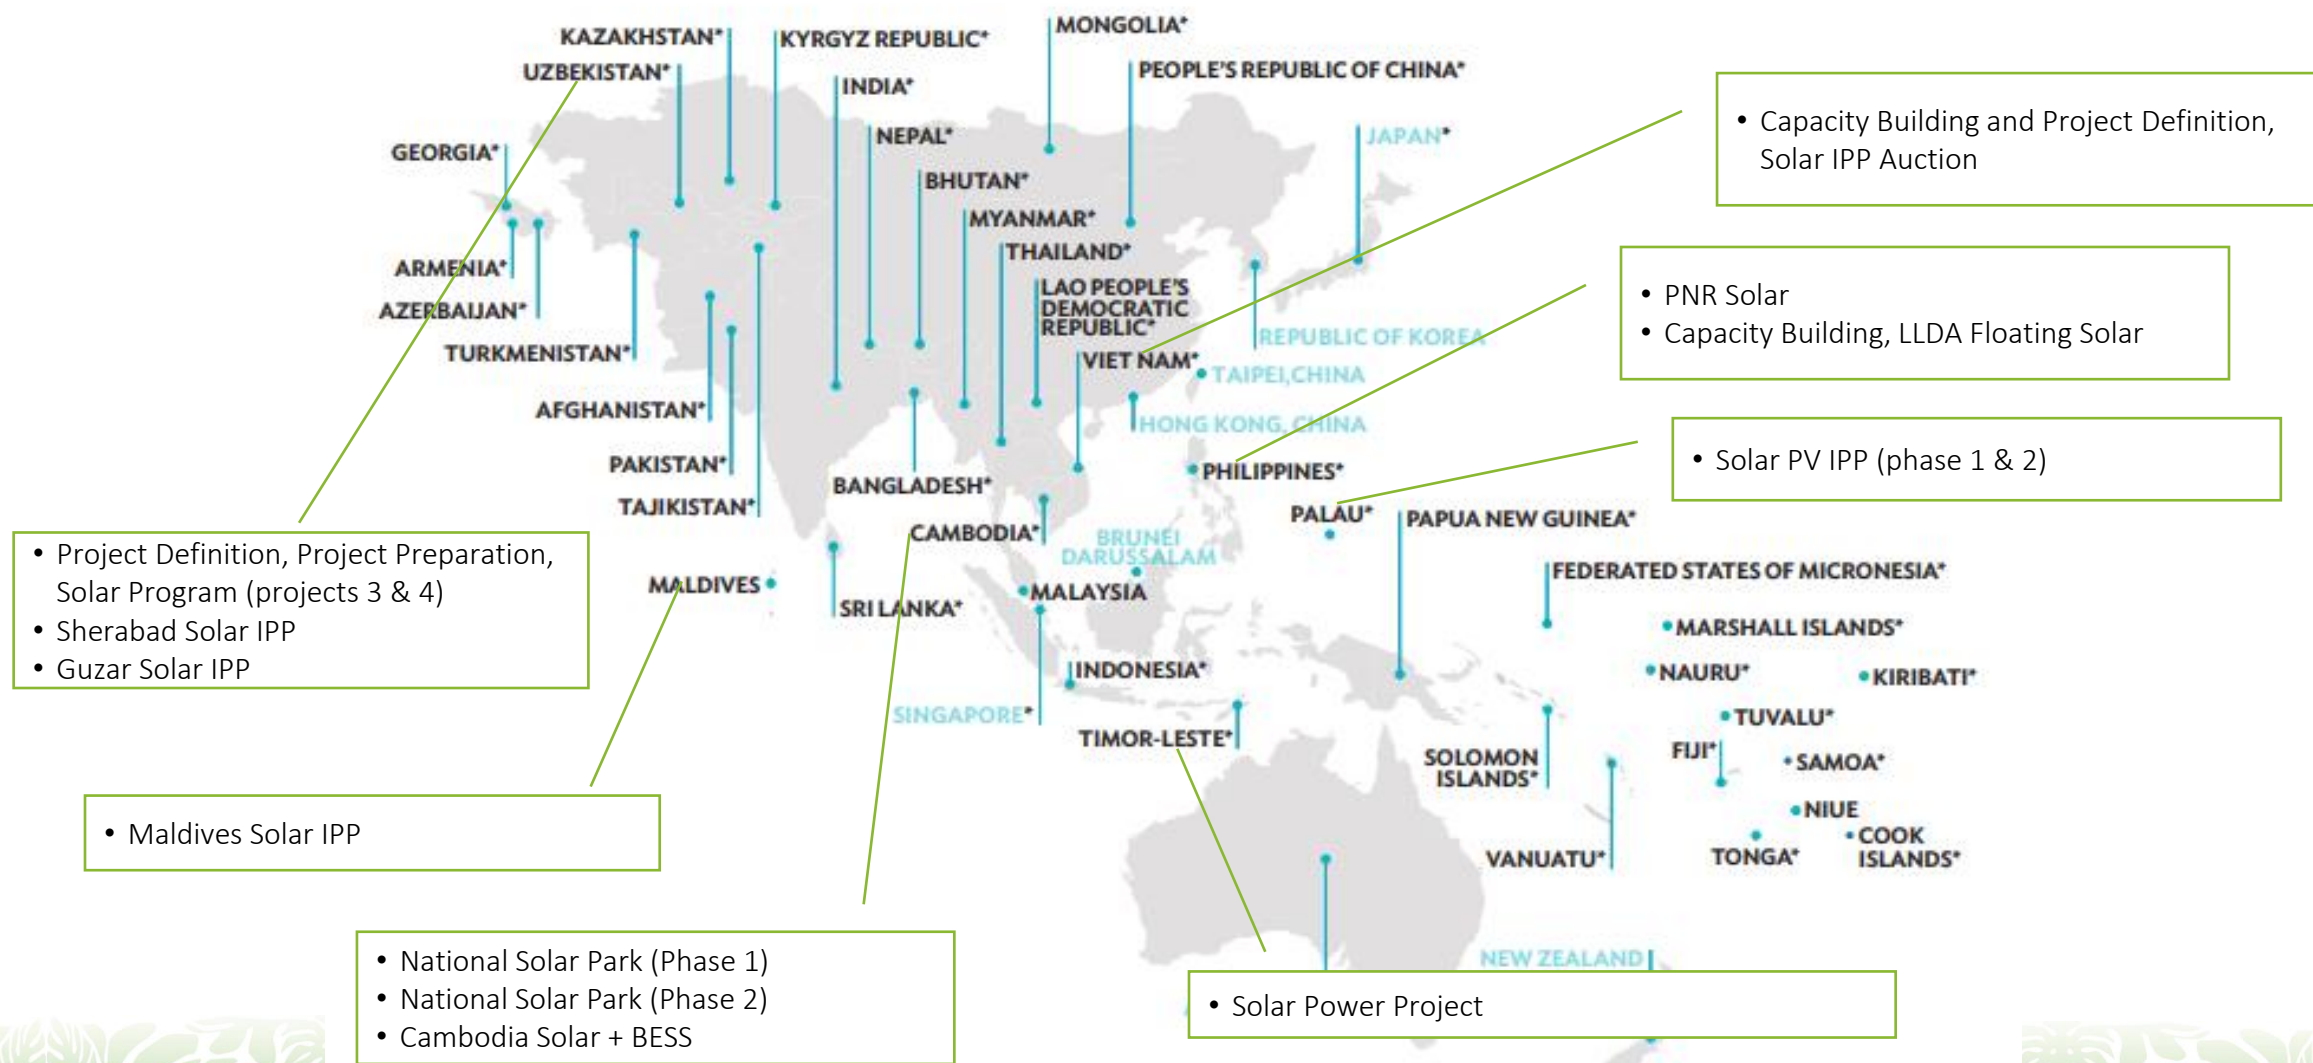 MONGOLIA*
KAZAKHSTAN*
KYRGYZ REPUBLIC*
UZBEKISTAN*
PEOPLE'S REPUBLIC OF CHINA*
INDIA*
NEPAL*
JAPAN*
GEORGIA*
BHUTAN*
MYANMAR*
THAILAND*
ARMENIA*
LAO PEOPLE'S
DEMOCRATIC
REPUBLIC*
AZERBAIJAN*
REPUBLIC OF KOREA
TURKMENISTAN*
VIET NAM*
TAIPEI,CHINA
AFGHANISTAN*
HONG KONG, CHINA
PAKISTAN*
PHILIPPINES*
BANGLADESH*
TAJIKISTAN*
PALAU*
PAPUA NEW GUINEA*
CAMBODIA*
BRUNEI
DARUSSALAM
FEDERATED STATES OF MICRONESIA*
MALDIVES
MALAYSIA
SRI LANKA*
MARSHALL ISLANDS*
INDONESIA*
NAURU*
KIRIBATI*
SINGAPORE*
TUVALU*
TIMOR-LESTE*
FIJI*
SOLOMON
ISLANDS*
SAMOA*
NIUE
VANUATU*
TONGA*
COOK
ISLANDS*
NEW ZEALAND
• Capacity Building and Project Definition,
Solar IPP Auction
• PNR Solar
• Capacity Building, LLDA Floating Solar
• Solar PV IPP (phase 1 & 2)
• Project Definition, Project Preparation,
Solar Program (projects 3 & 4)
• Sherabad Solar IPP
• Guzar Solar IPP
• Maldives Solar IPP
• National Solar Park (Phase 1)
• National Solar Park (Phase 2)
• Cambodia Solar + BESS
• Solar Power Project